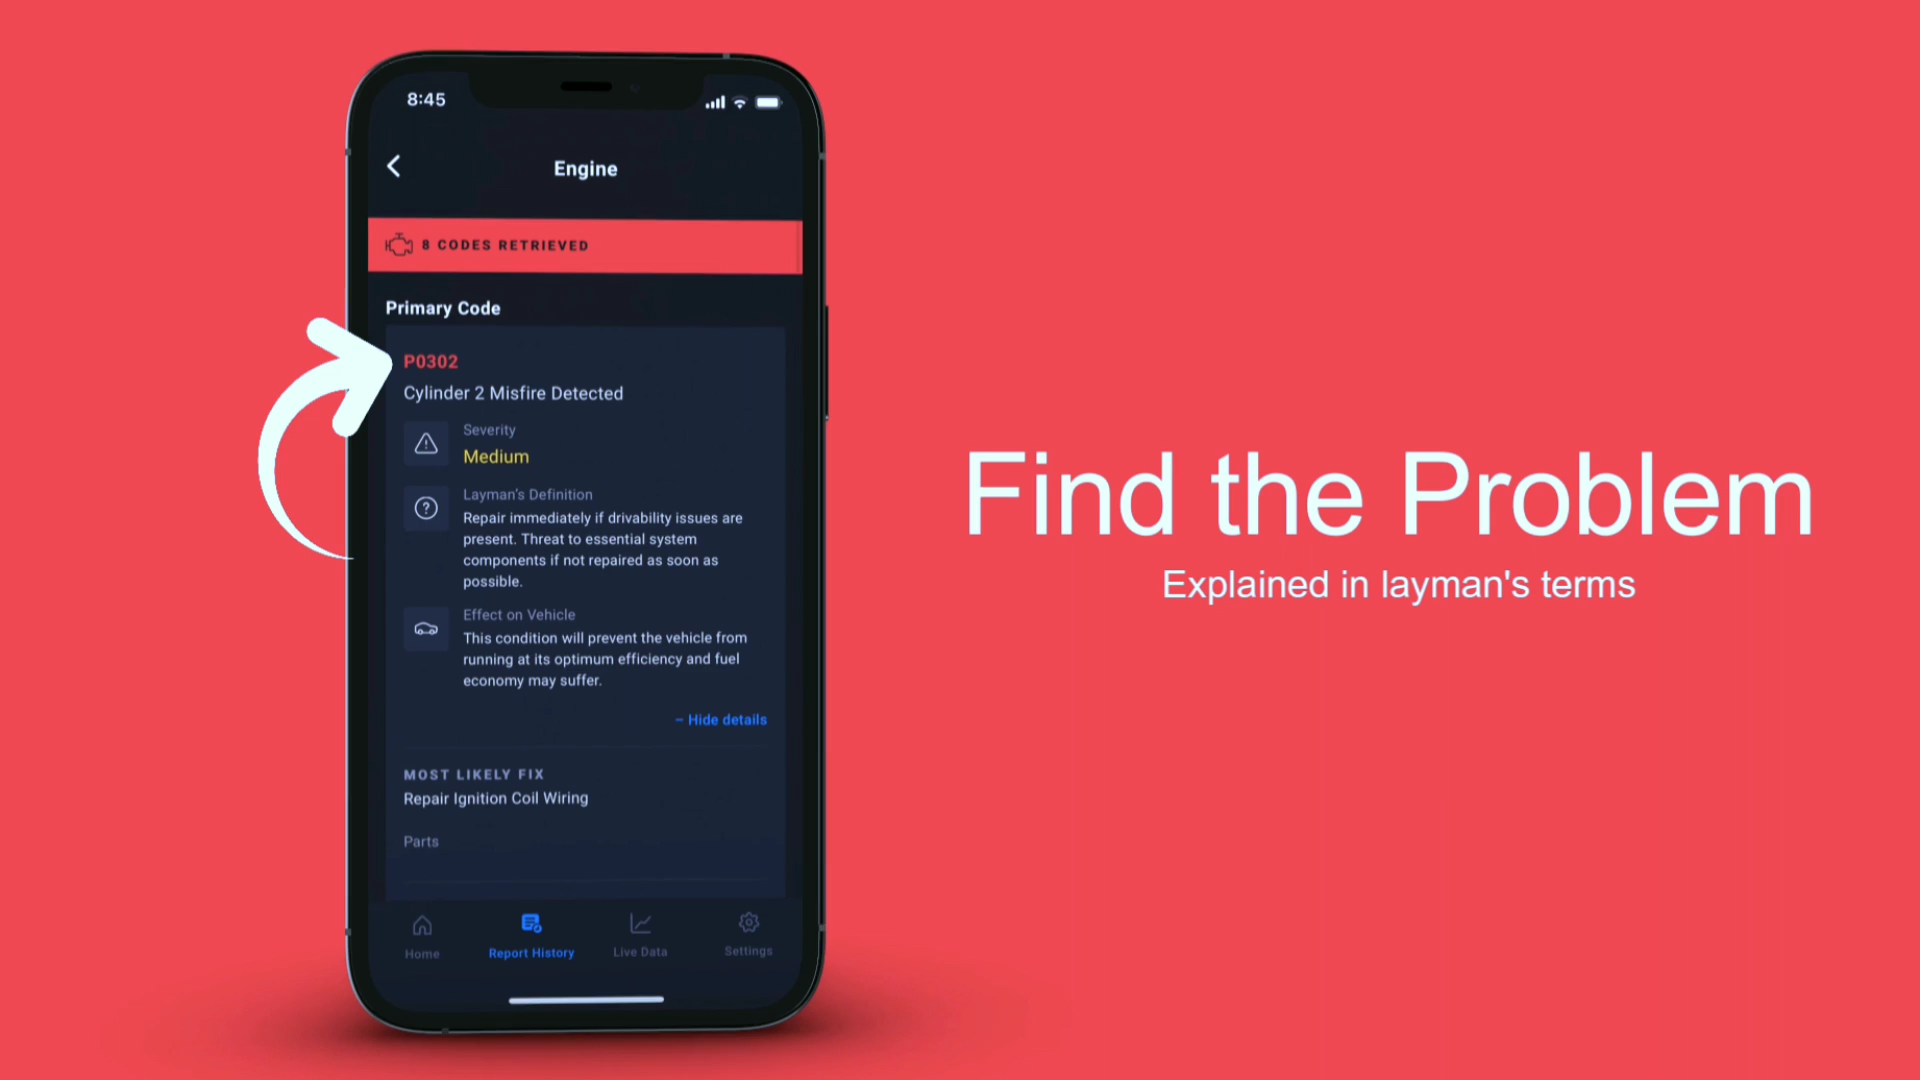 8:45
Engine
8 CODES RETRIEVED
Primary Code
P0302
Cylinder 2 Misfire Detected
Severity
Medium
Layman's Definition
Repair immediately if drivability issues are
present. Threat to essential system
components if not repaired as soon as
possible.
Effect on Vehicle
This condition will prevent the vehicle from
running at its optimum efficiency and fuel
economy may suffer.
– Hide details
MOST LIKELY FIX
Repair Ignition Coil Wiring
Parts
Home
Report History
Live Data
Settings
Find the Problem
Explained in layman's terms